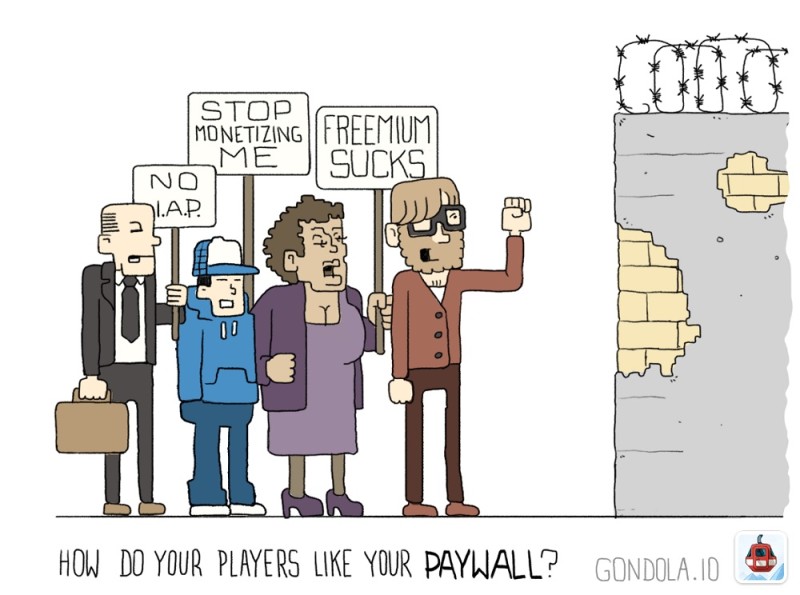 STOP
MONETIZING
ME
FREEMIUM
SUCKS
NO
I.A.P.
HOW DO YOUR PLAYERS LIKE YOUR PAYWALL?
GONDOLA.IO